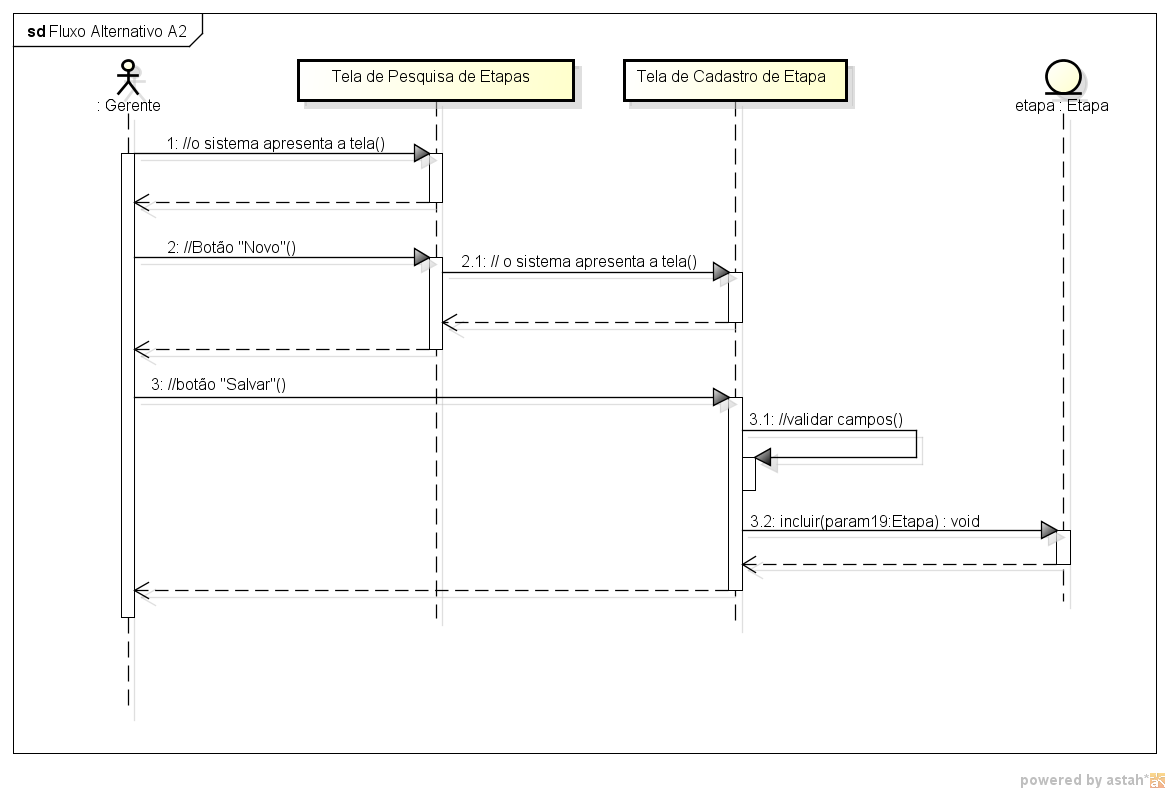 sd Fluxo Alternativo A2
: Gerente
Tela de Pesquisa de Etapas
Tela de Cadastro de Etapa
etapa : Etapa
1: //o sistema apresenta a tela()
2: //Botão "Novo"()
2.1: // o sistema apresenta a tela()
3: //botão "Salvar"()
3.1: //validar campos()
3.2: incluir(param19:Etapa) : void
powered by astah*